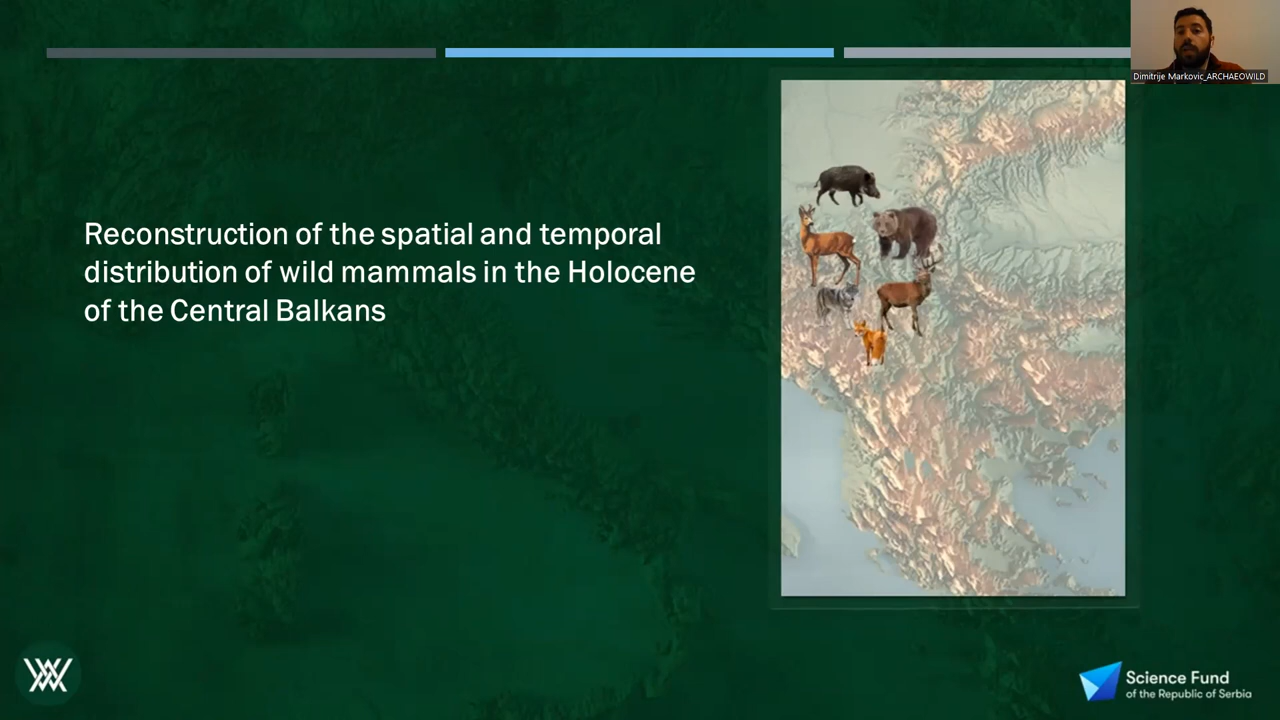 Dimitrije Markovic_ARCHAEOWILD
Reconstruction of the spatial and temporal
distribution of wild mammals in the Holocene
of the Central Balkans
Science Fund
of the Republic of Serbia